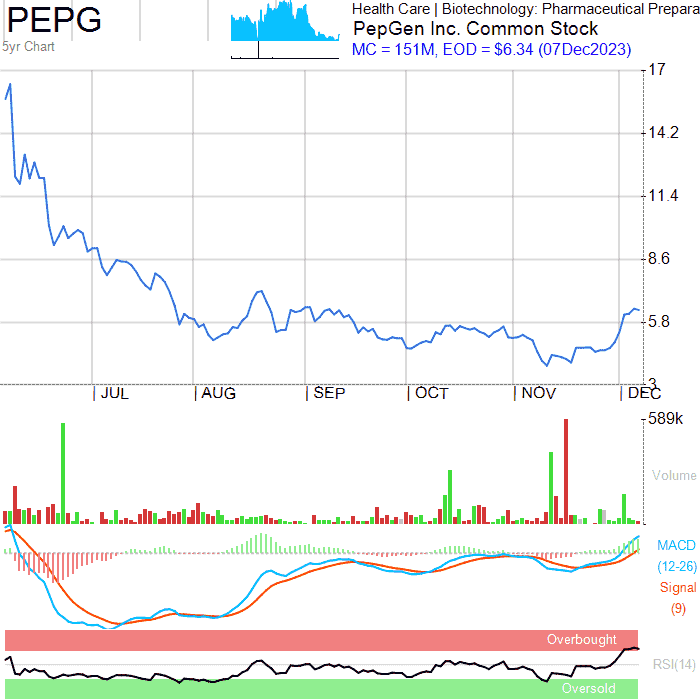 PEPG
5yr Chart
Health Care | Biotechnology: Pharmaceutical Prepara
PepGen Inc. Common Stock
MC = 151M, EOD = $6.34 (07Dec2023)
17
14.2
11.4
8.6
5.8
3
JUL AUG SEP OCT NOV DEC
589k
Volume
MACD
(12-26)
Signal
(9)
Overbought
RSI(14)
Oversold